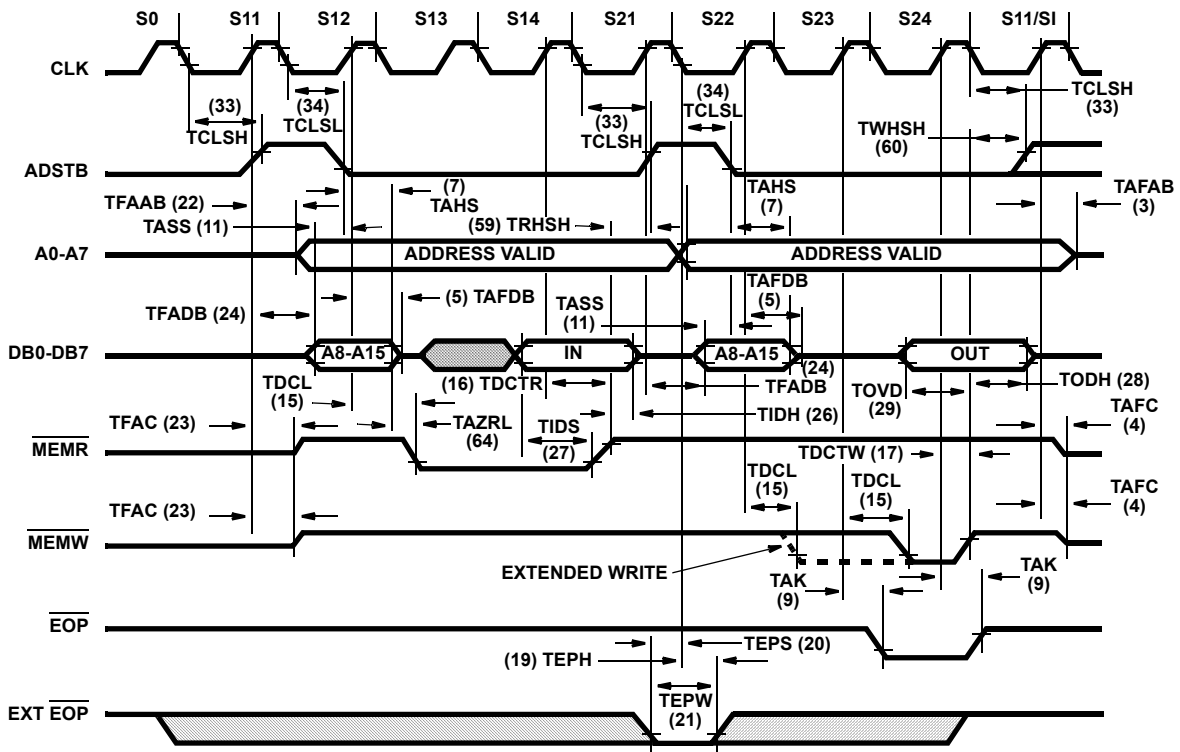 S0 S11 S12 S13 S14 S21 S22 S23 S24 S11/SI
CLK
(33)
TCLSH
(34)
TCLSL
(33)
TCLSH
(34)
TCLSL
TCLSH
(33)
TWHSH
(60)
ADSTB
TFAAB (22)
(7)
TAHS
TAHS
(7)
TAFAB
(3)
TASS (11)
(59) TRHSH
A0-A7
ADDRESS VALID
ADDRESS VALID
TFADB (24)
(5) TAFDB
TASS
(11)
TAFDB
(5)
DB0-DB7
A8-A15
IN
A8-A15
OUT
(24)
TFADB
TDCL
(15)
(16) TDCTR
TOVD
(29)
TODH (28)
TIDH (26)
TFAC (23)
TAZRL
(64)
TIDS
(27)
TAFC
(4)
MEMR
TDCTW (17)
TDCL
(15)
TDCL
(15)
TFAC (23)
TAFC
(4)
MEMW
EXTENDED WRITE
TAK
(9)
TAK
(9)
EOP
TEPS (20)
(19) TEPH
TEPW
(21)
EXT EOP